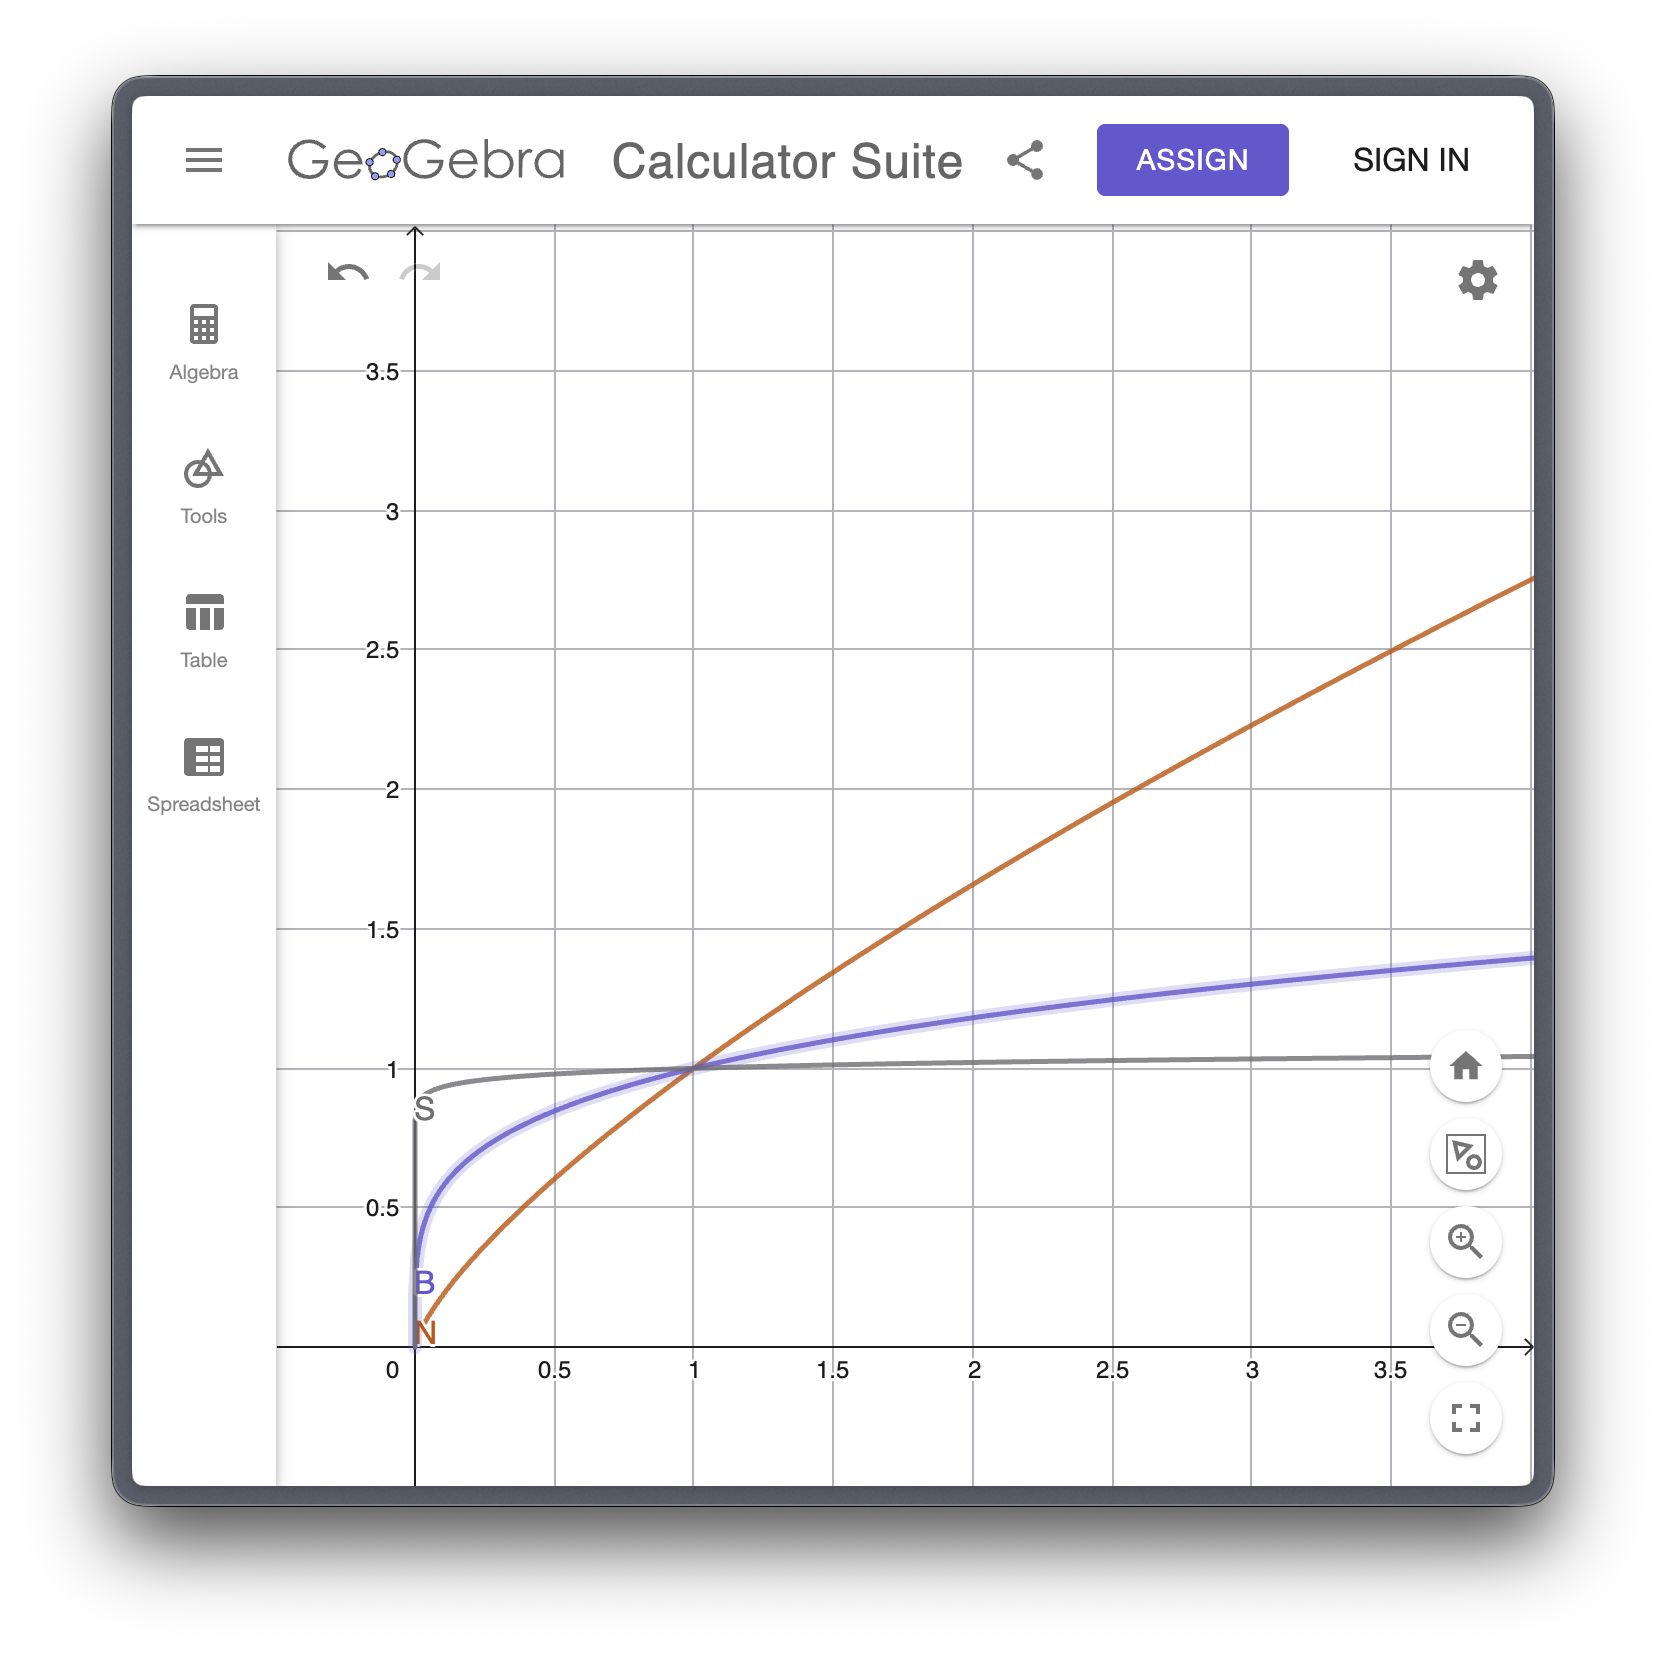 GeoGebra Calculator Suite ASSIGN SIGN IN
Algebra
Tools
Table
Spreadsheet
3.5
3
2.5
2
1.5
1
0.5
S
B
N
0 0.5 1 1.5 2 2.5 3 3.5